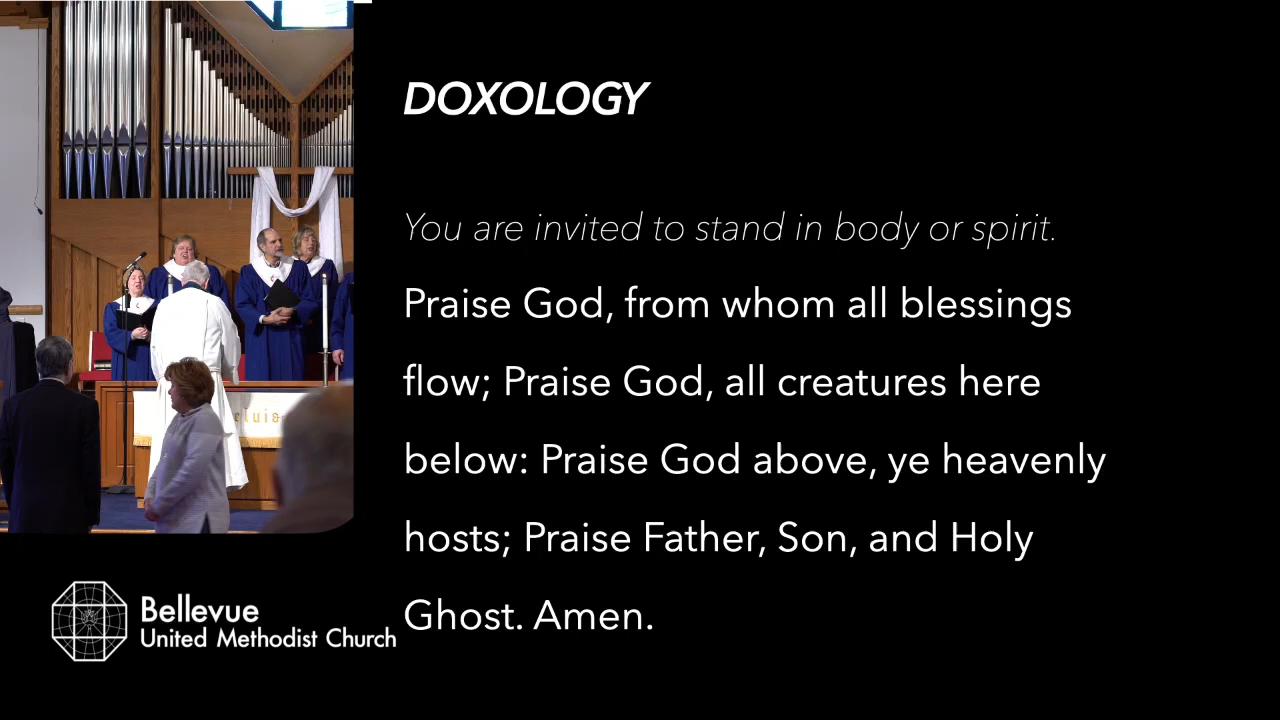 DOXOLOGY
You are invited to stand in body or spirit.
Praise God, from whom all blessings
flow; Praise God, all creatures here
below: Praise God above, ye heavenly
hosts; Praise Father, Son, and Holy
Ghost. Amen.
eluia
Bellevue
United Methodist Church